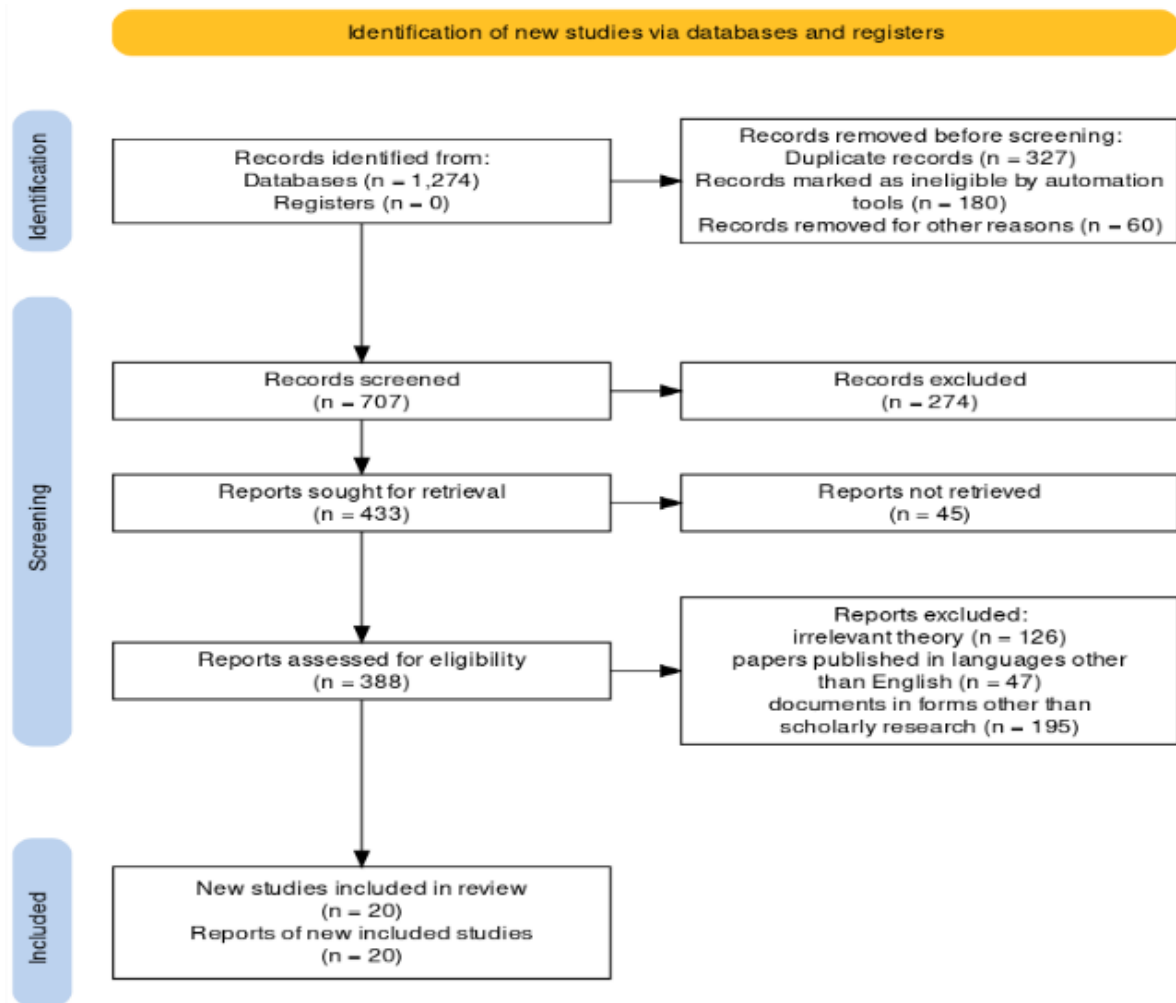 Identification of new studies via databases and registers
Identification
Records identified from:
Databases (n = 1,274)
Registers (n = 0)
Records removed before screening:
Duplicate records (n = 327)
Records marked as ineligible by automation
tools (n = 180)
Records removed for other reasons (n = 60)
Screening
Records screened
(n = 707)
Records excluded
(n = 274)
Reports sought for retrieval
(n = 433)
Reports not retrieved
(n = 45)
Reports assessed for eligibility
(n = 388)
Reports excluded:
irrelevant theory (n = 126)
papers published in languages other
than English (n = 47)
documents in forms other than
scholarly research (n = 195)
Included
New studies included in review
(n = 20)
Reports of new included studies
(n = 20)